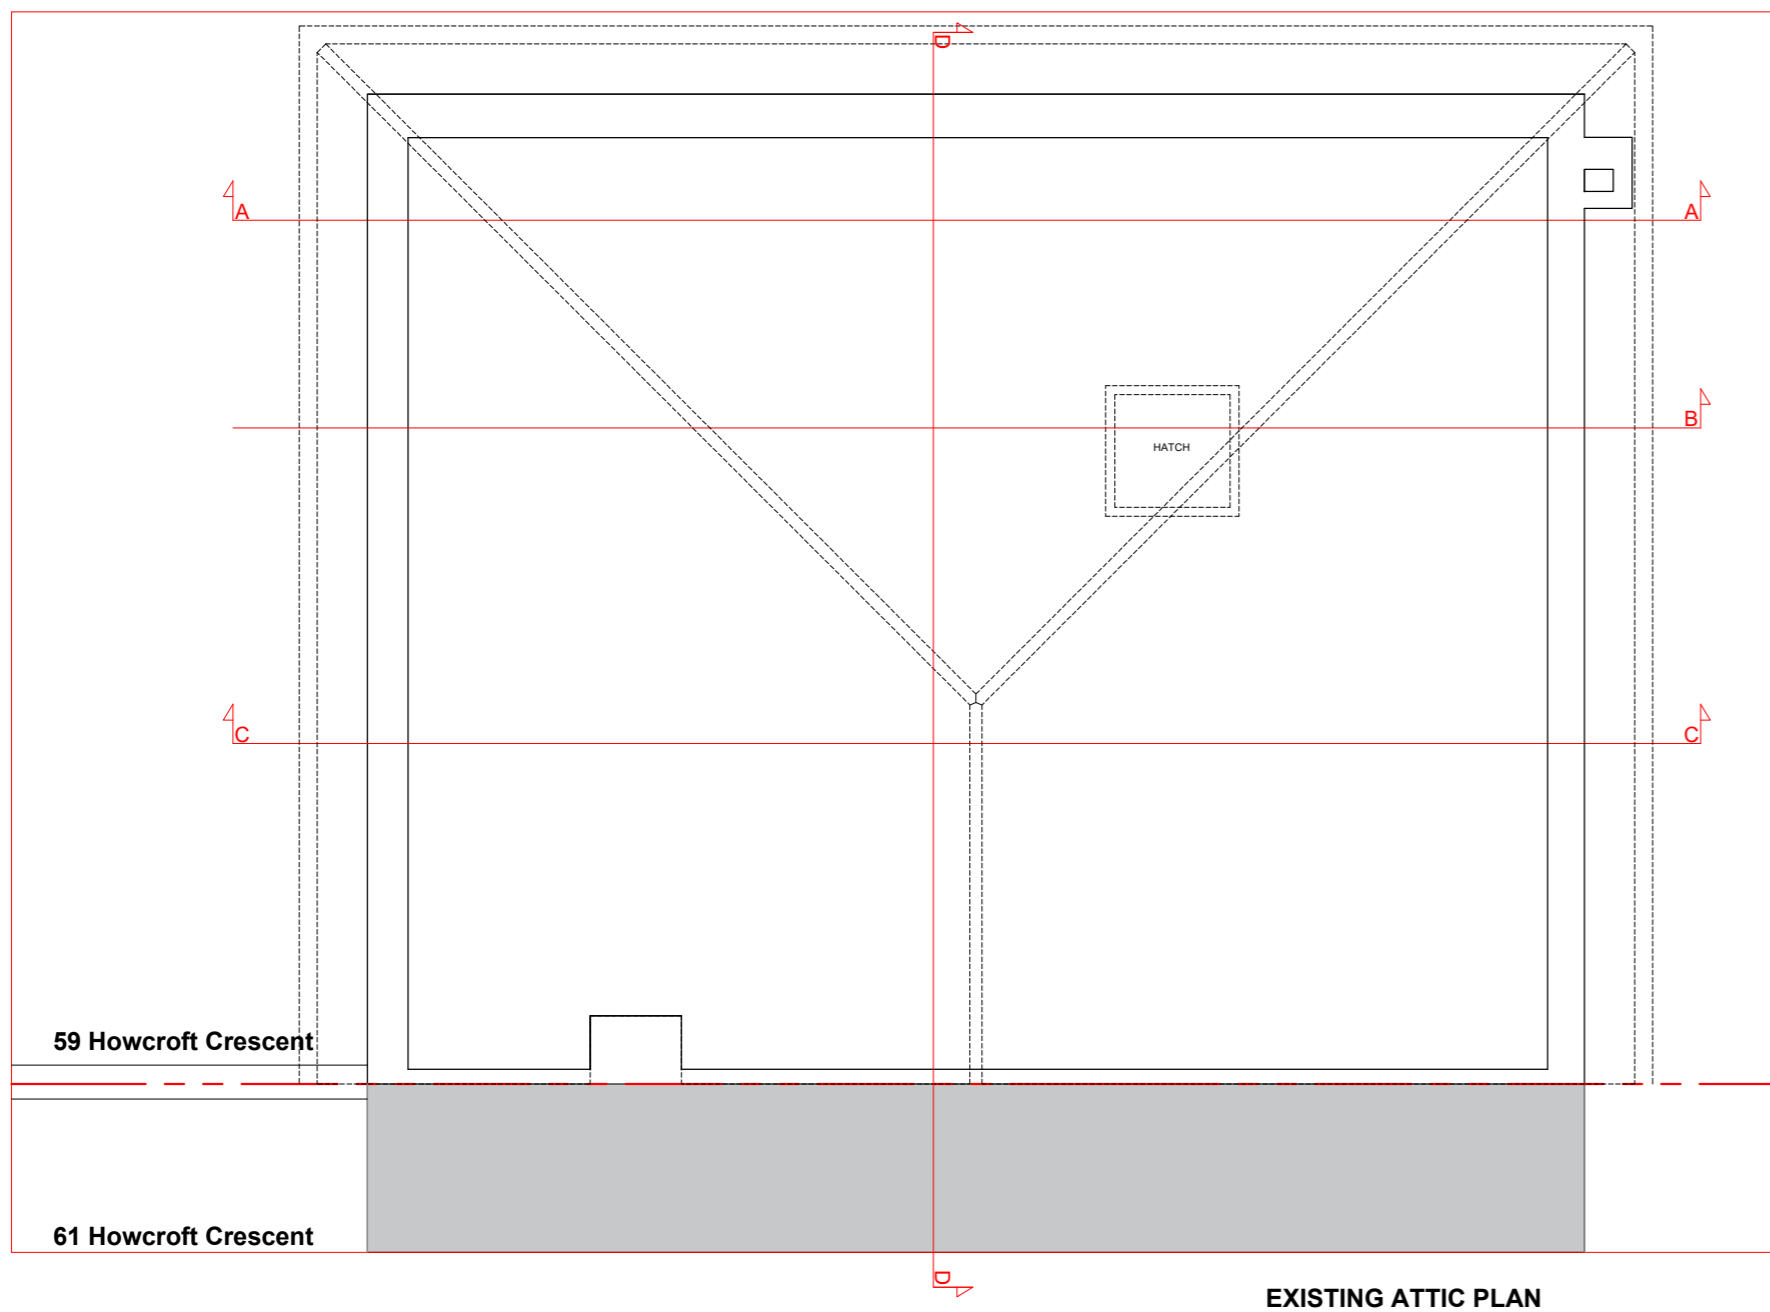 D
A A
B
HATCH
C C
59 Howcroft Crescent
61 Howcroft Crescent
D
EXISTING ATTIC PLAN